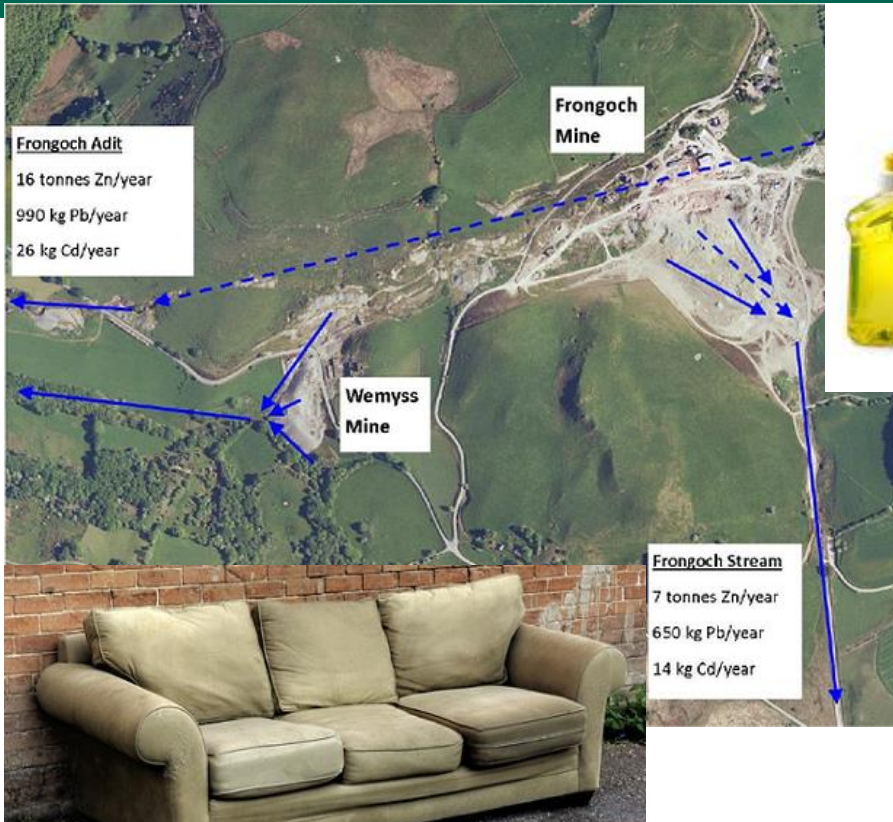 Frongoch
Mine
Frongoch Adit
16 tonnes Zn/year
990 kg Pb/year
26 kg Cd/year
Wemyss
Mine
Frongoch Stream
7 tonnes Zn/year
650 kg Pb/year
14 kg Cd/year